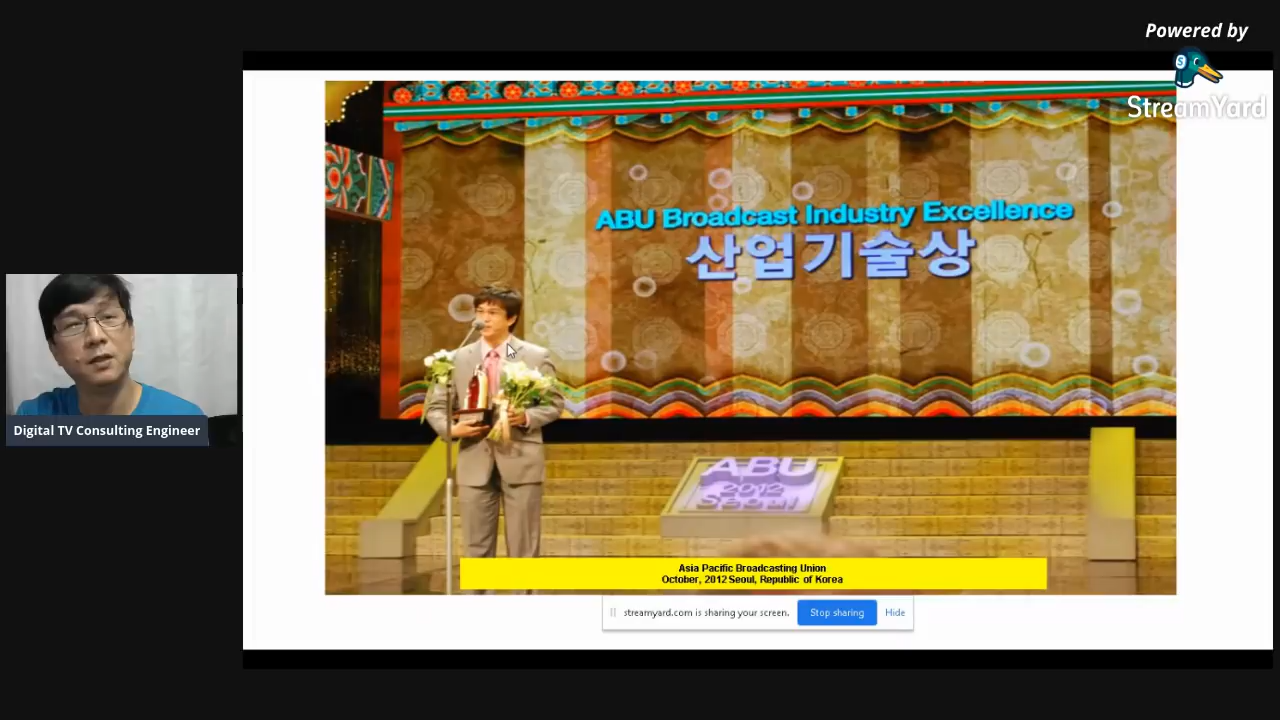 Powered by
StreamYard
ABU Broadcast Industry Excellence
산업기술상
ABU
2012
Seoul
Asia Pacific Broadcasting Union
October, 2012 Seoul, Republic of Korea
streamyard.com is sharing your screen.
Stop sharing
Hide
Digital TV Consulting Engineer